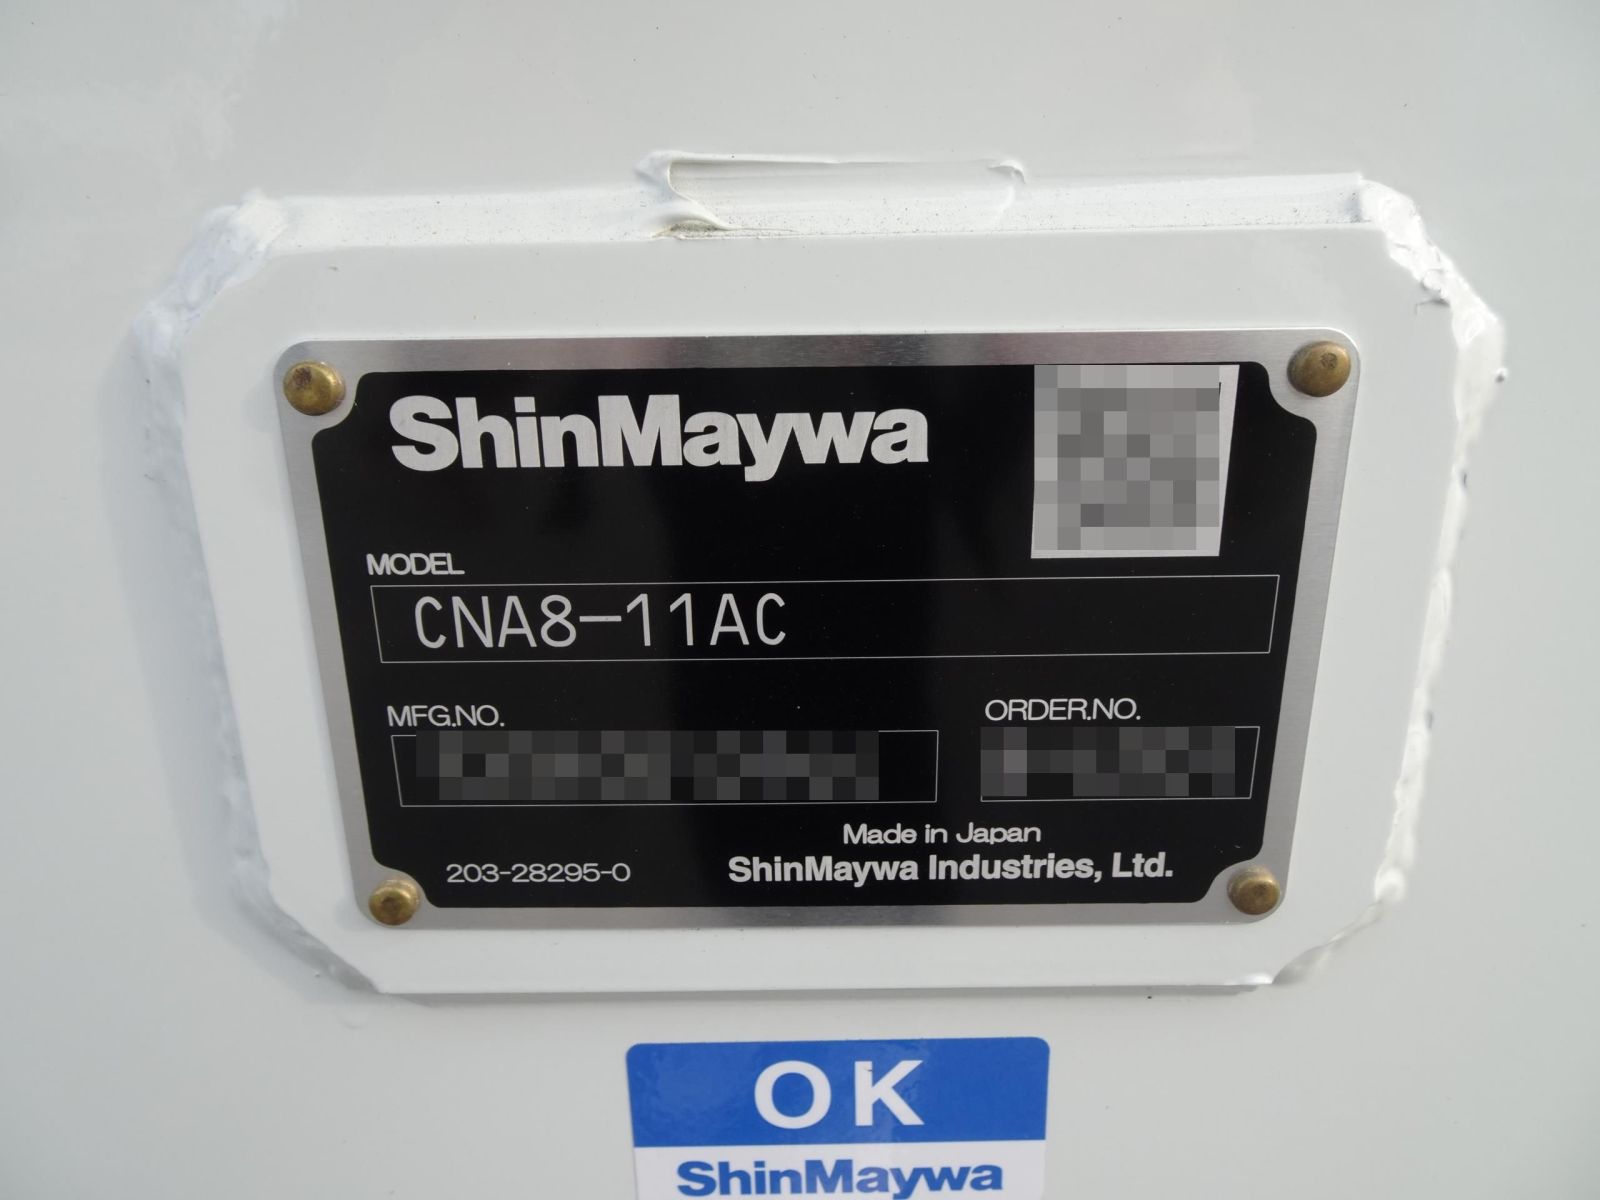 ShinMaywa
MODEL
CNA8-11AC
MFG.NO.
ORDER.NO.
Made in Japan
203-28295-0
ShinMaywa Industries, Ltd.
OK
ShinMaywa